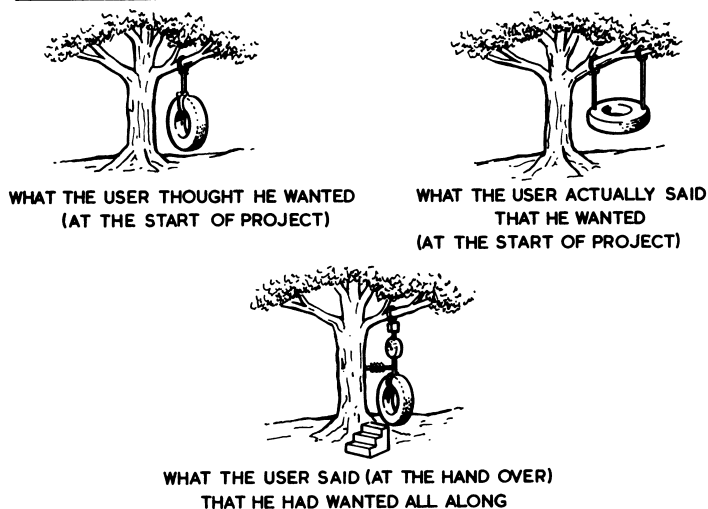 WHAT THE USER THOUGHT HE WANTED
(AT THE START OF PROJECT)
WHAT THE USER ACTUALLY SAID
THAT HE WANTED
(AT THE START OF PROJECT)
WHAT THE USER SAID (AT THE HAND OVER)
THAT HE HAD WANTED ALL ALONG